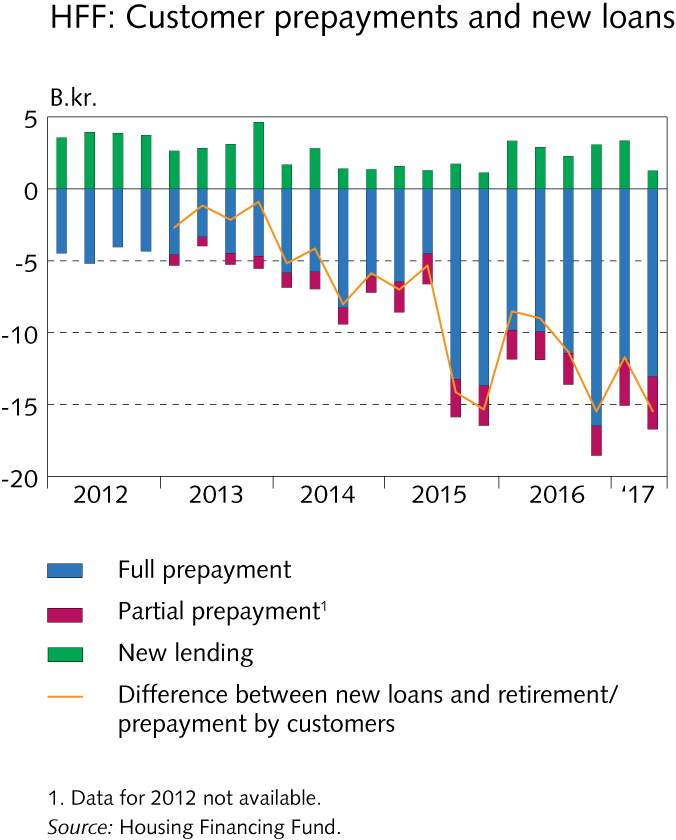 HFF: Customer prepayments and new loans
B.kr.
5
0
-5
-10
-15
-20
2012
2013
2014
2015
2016
‘17
Full prepayment
Partial prepayment¹
New lending
Difference between new loans and retirement/
prepayment by customers
1. Data for 2012 not available.
Source: Housing Financing Fund.